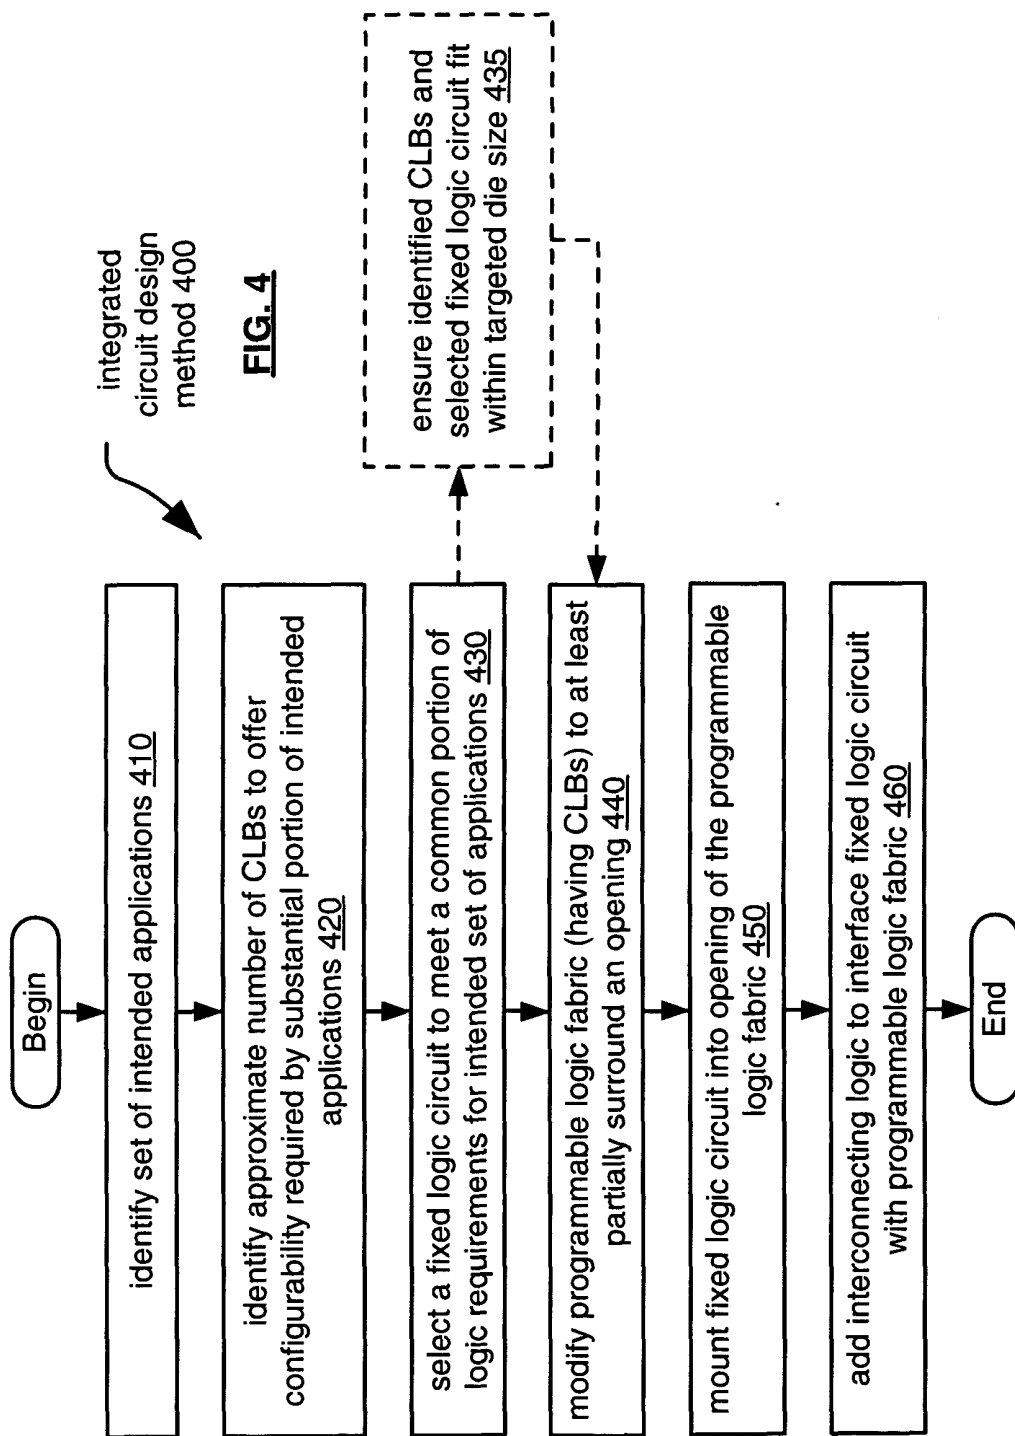 integrated
circuit design
method 400
FIG. 4
Begin
identify set of intended applications 410
identify approximate number of CLBs to offer
configurability required by substantial portion of intended
applications 420
select a fixed logic circuit to meet a common portion of
logic requirements for intended set of applications 430
ensure identified CLBs and
selected fixed logic circuit fit
within targeted die size 435
modify programmable logic fabric (having CLBs) to at least
partially surround an opening 440
mount fixed logic circuit into opening of the programmable
logic fabric 450
add interconnecting logic to interface fixed logic circuit
with programmable logic fabric 460
End